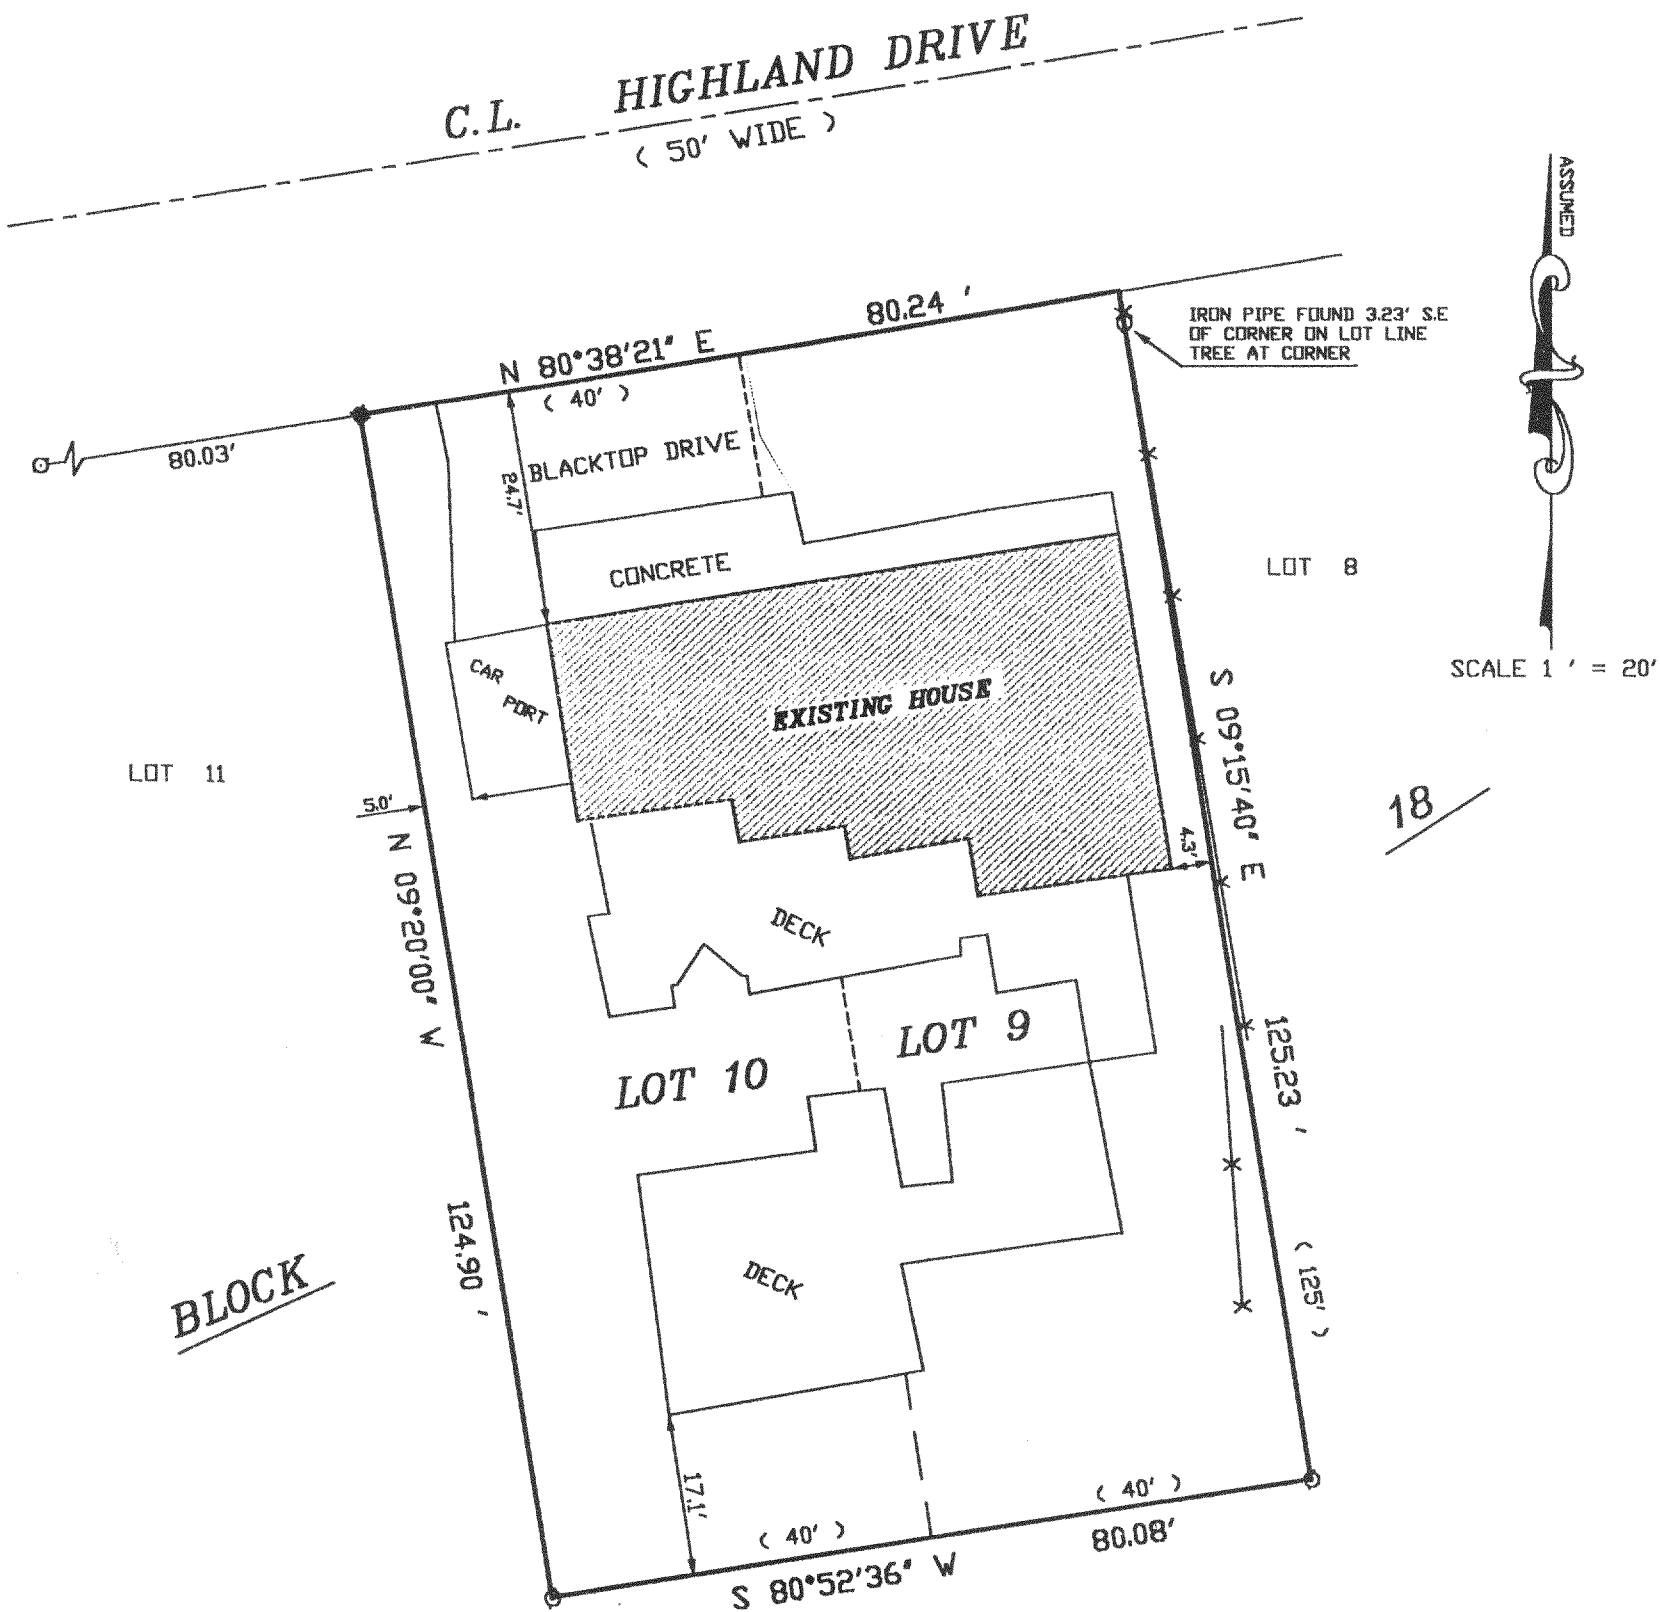 C.L. HIGHLAND DRIVE
( 50' WIDE )
ASSUMED
80.24 '
N 80°38'21" E
( 40' )
IRON PIPE FOUND 3.23' S.E
OF CORNER ON LOT LINE
TREE AT CORNER
80.03'
BLACKTOP DRIVE
24.7'
CONCRETE
LOT 8
SCALE 1 ' = 20'
CAR
PORT
EXISTING HOUSE
S 09°15'40" E
LOT 11
5.0'
18
4.3'
N 09°20'00" W
DECK
LOT 9
LOT 10
125.23 '
124.90 '
( 125' )
BLOCK
DECK
17.1'
( 40' )
( 40' )
80.08'
S 80°52'36" W